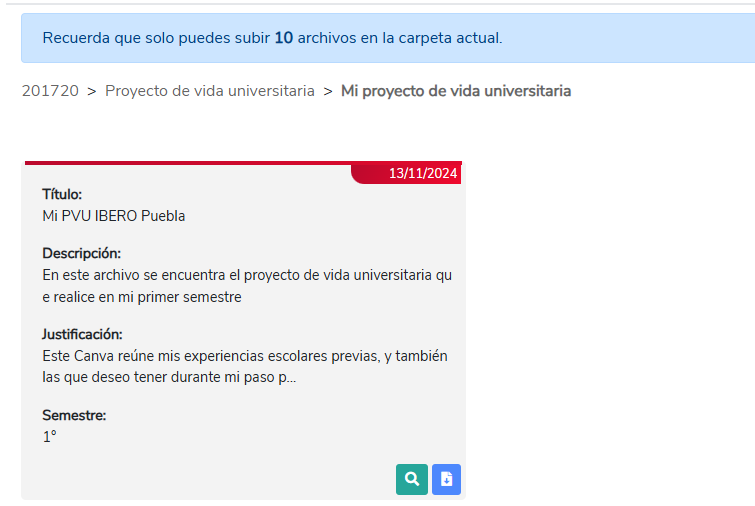 Recuerda que solo puedes subir 10 archivos en la carpeta actual.
201720 > Proyecto de vida universitaria > Mi proyecto de vida universitaria
13/11/2024
Título:
Mi PVU IBERO Puebla
Descripción:
En este archivo se encuentra el proyecto de vida universitaria qu
e realice en mi primer semestre
Justificación:
Este Canva reúne mis experiencias escolares previas, y también
las que deseo tener durante mi paso p...
Semestre:
1°